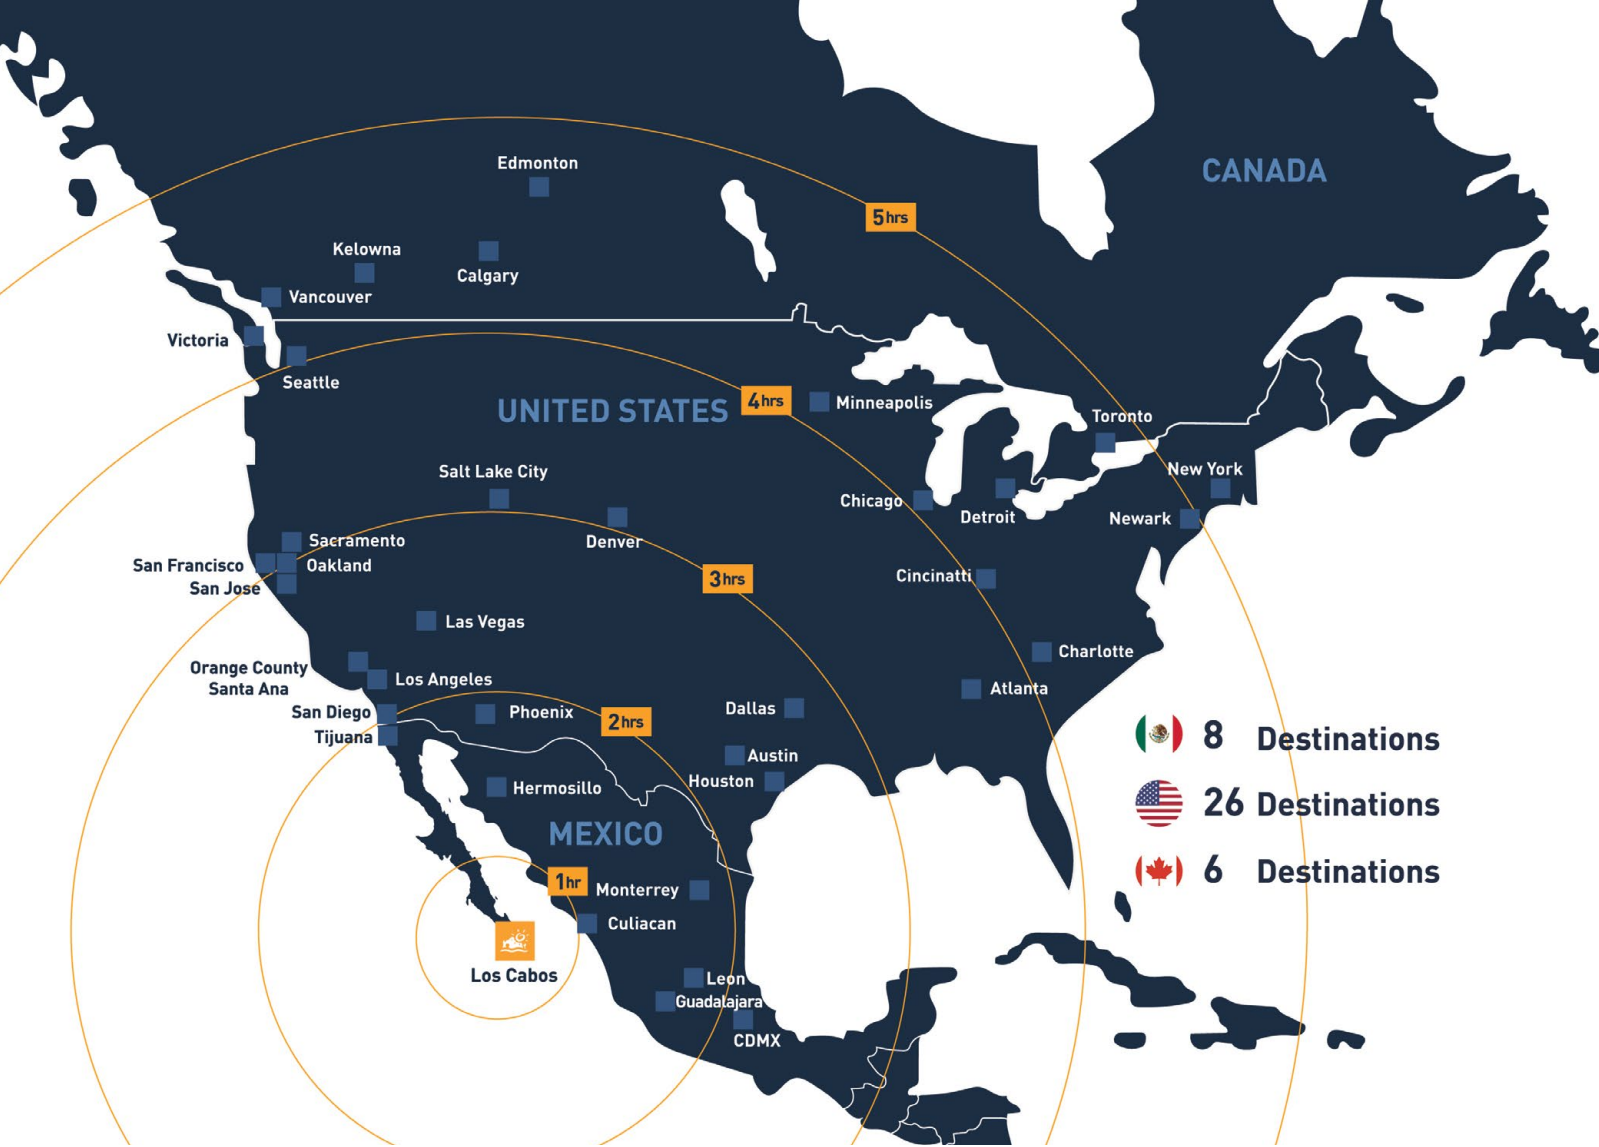 CANADA
Edmonton
5hrs
Kelowna
Calgary
Vancouver
Victoria
Seattle
UNITED STATES
4hrs
Minneapolis
Toronto
New York
Salt Lake City
Chicago
Detroit
Newark
Denver
Sacramento
San Francisco
Oakland
San Jose
3hrs
Cincinatti
Las Vegas
Charlotte
Orange County
Santa Ana
Los Angeles
Atlanta
San Diego
Phoenix
2hrs
Dallas
Tijuana
Austin
Houston
Hermosillo
8 Destinations
26 Destinations
6 Destinations
MEXICO
1hr
Monterrey
Culiacan
Los Cabos
Leon
Guadalajara
CDMX